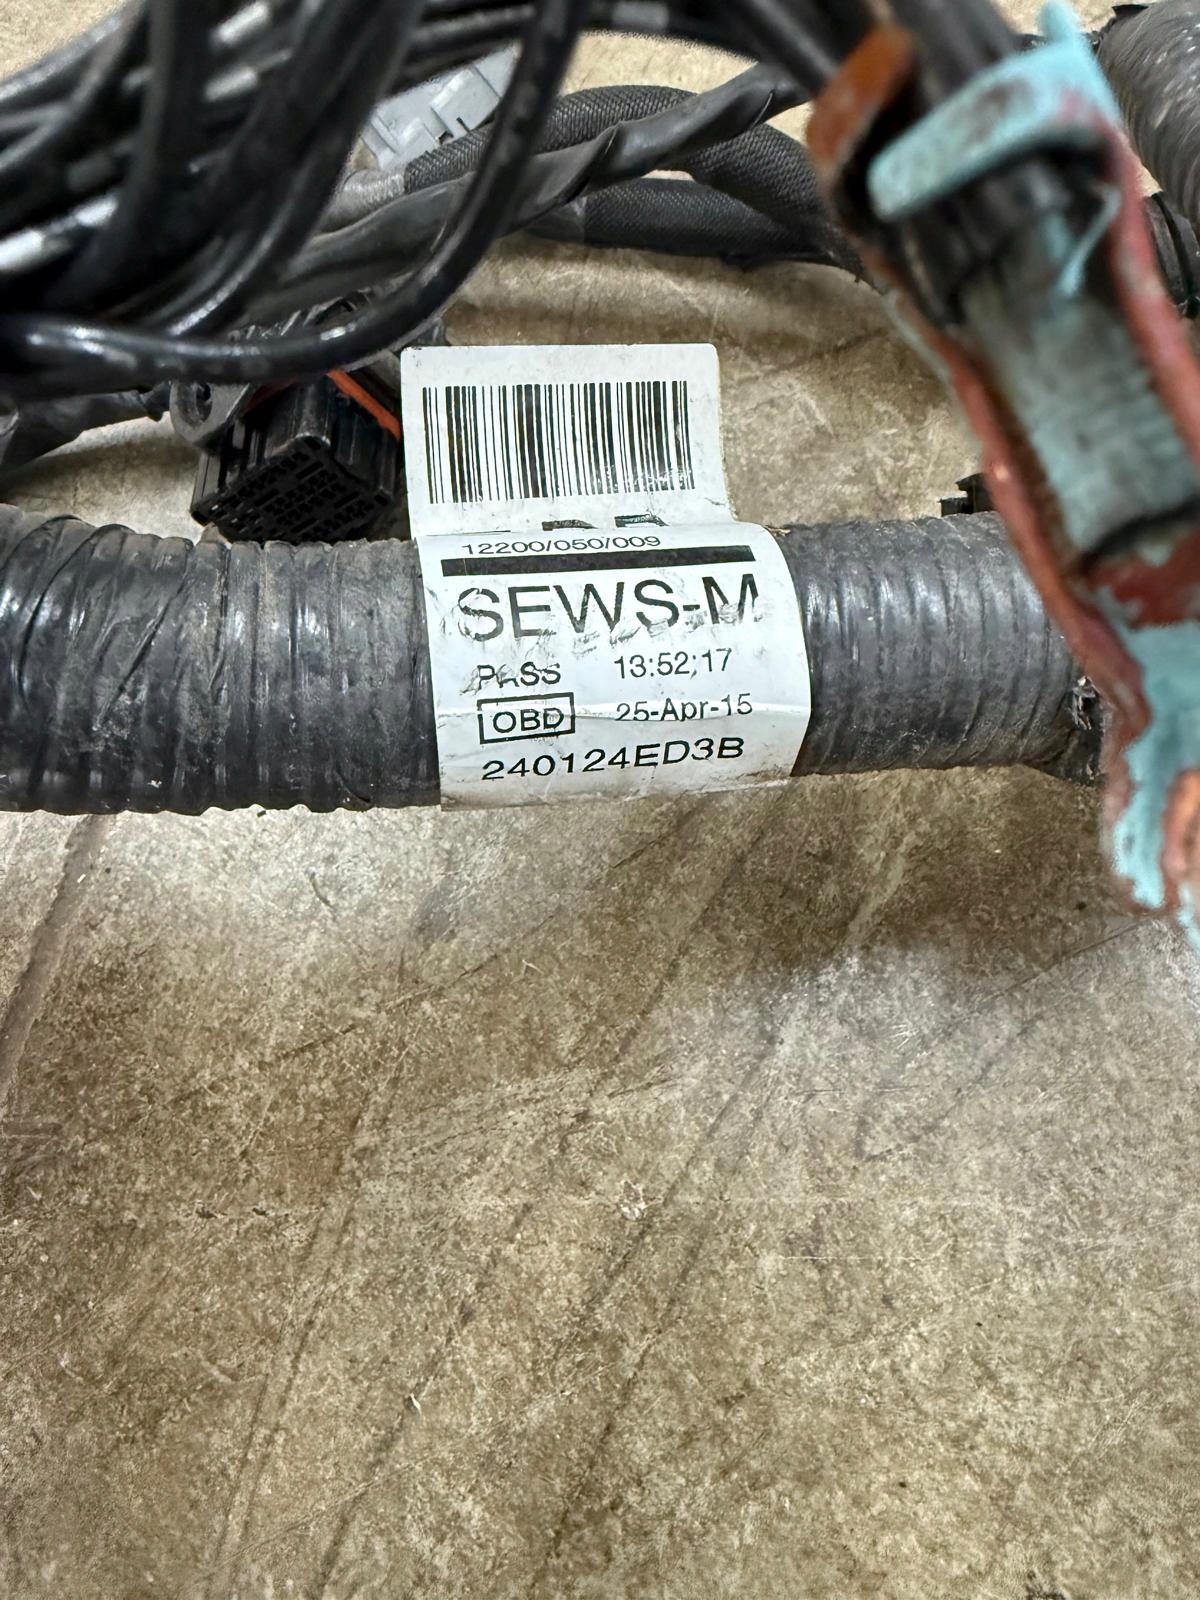 12200/050/009
SEWS-M
PASS 13:52:17
OBD 25-Apr-15
240124ED3B